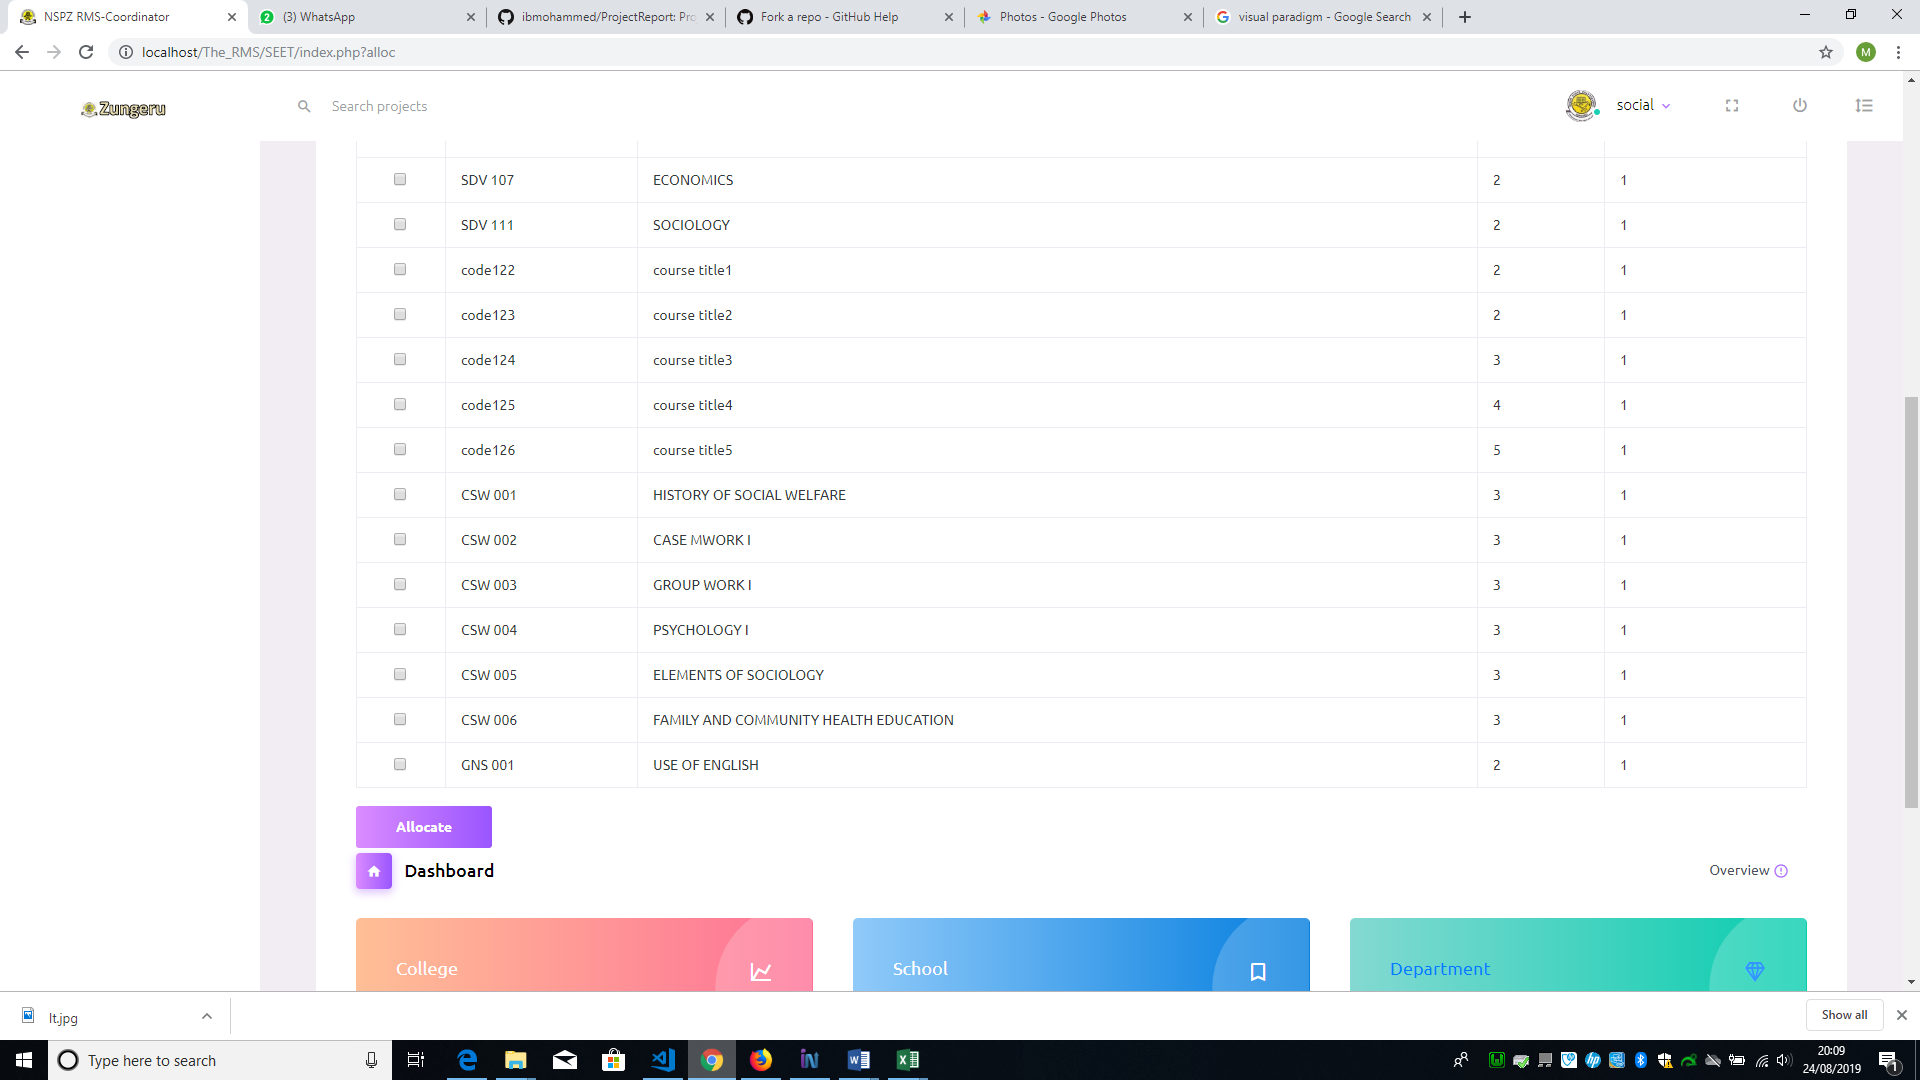 NSPZ RMS-Coordinator
(3) WhatsApp
ibmohammed/ProjectReport: Pro
Fork a repo - GitHub Help
Photos - Google Photos
visual paradigm - Google Search
localhost/The_RMS/SEET/index.php?alloc
M
Zungeru
Search projects
social
SDV 107 ECONOMICS 2 1
SDV 111 SOCIOLOGY 2 1
code122 course title1 2 1
code123 course title2 2 1
code124 course title3 3 1
code125 course title4 4 1
code126 course title5 5 1
CSW 001 HISTORY OF SOCIAL WELFARE 3 1
CSW 002 CASE MWORK I 3 1
CSW 003 GROUP WORK I 3 1
CSW 004 PSYCHOLOGY I 3 1
CSW 005 ELEMENTS OF SOCIOLOGY 3 1
CSW 006 FAMILY AND COMMUNITY HEALTH EDUCATION 3 1
GNS 001 USE OF ENGLISH 2 1
Allocate
Dashboard
Overview
College
School
Department
lt.jpg
Show all
Type here to search
20:09
24/08/2019
1